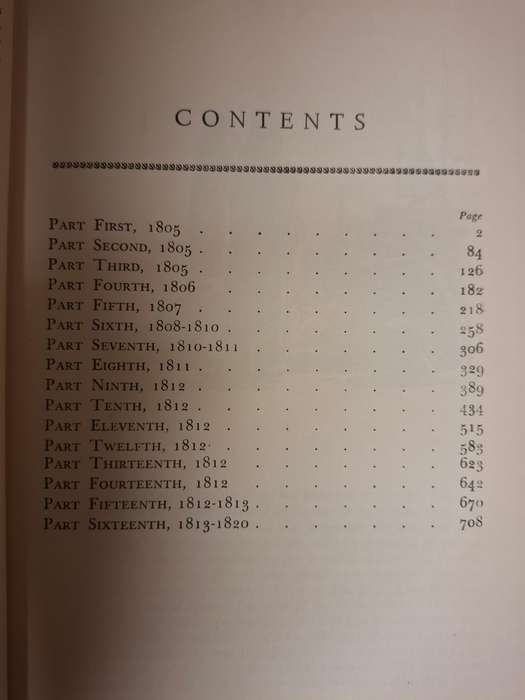 CONTENTS
Page
PART FIRST, 1805 . . . . . . . . . 2
PART SECOND, 1805 . . . . . . . . . 84
PART THIRD, 1805 . . . . . . . . . 126
PART FOURTH, 1806 . . . . . . . . 182
PART FIFTH, 1807 . . . . . . . . . 218
PART SIXTH, 1808-1810 . . . . . . . . 258
PART SEVENTH, 1810-1811 . . . . . . . 306
PART EIGHTH, 1811 . . . . . . . . . 329
PART NINTH, 1812 . . . . . . . . . 389
PART TENTH, 1812 . . . . . . . . . 434
PART ELEVENTH, 1812 . . . . . . . . 515
PART TWELFTH, 1812 . . . . . . . . 583
PART THIRTEENTH, 1812 . . . . . . . 623
PART FOURTEENTH, 1812 . . . . . . . 642
PART FIFTEENTH, 1812-1813 . . . . . . . 670
PART SIXTEENTH, 1813-1820 . . . . . . . 708